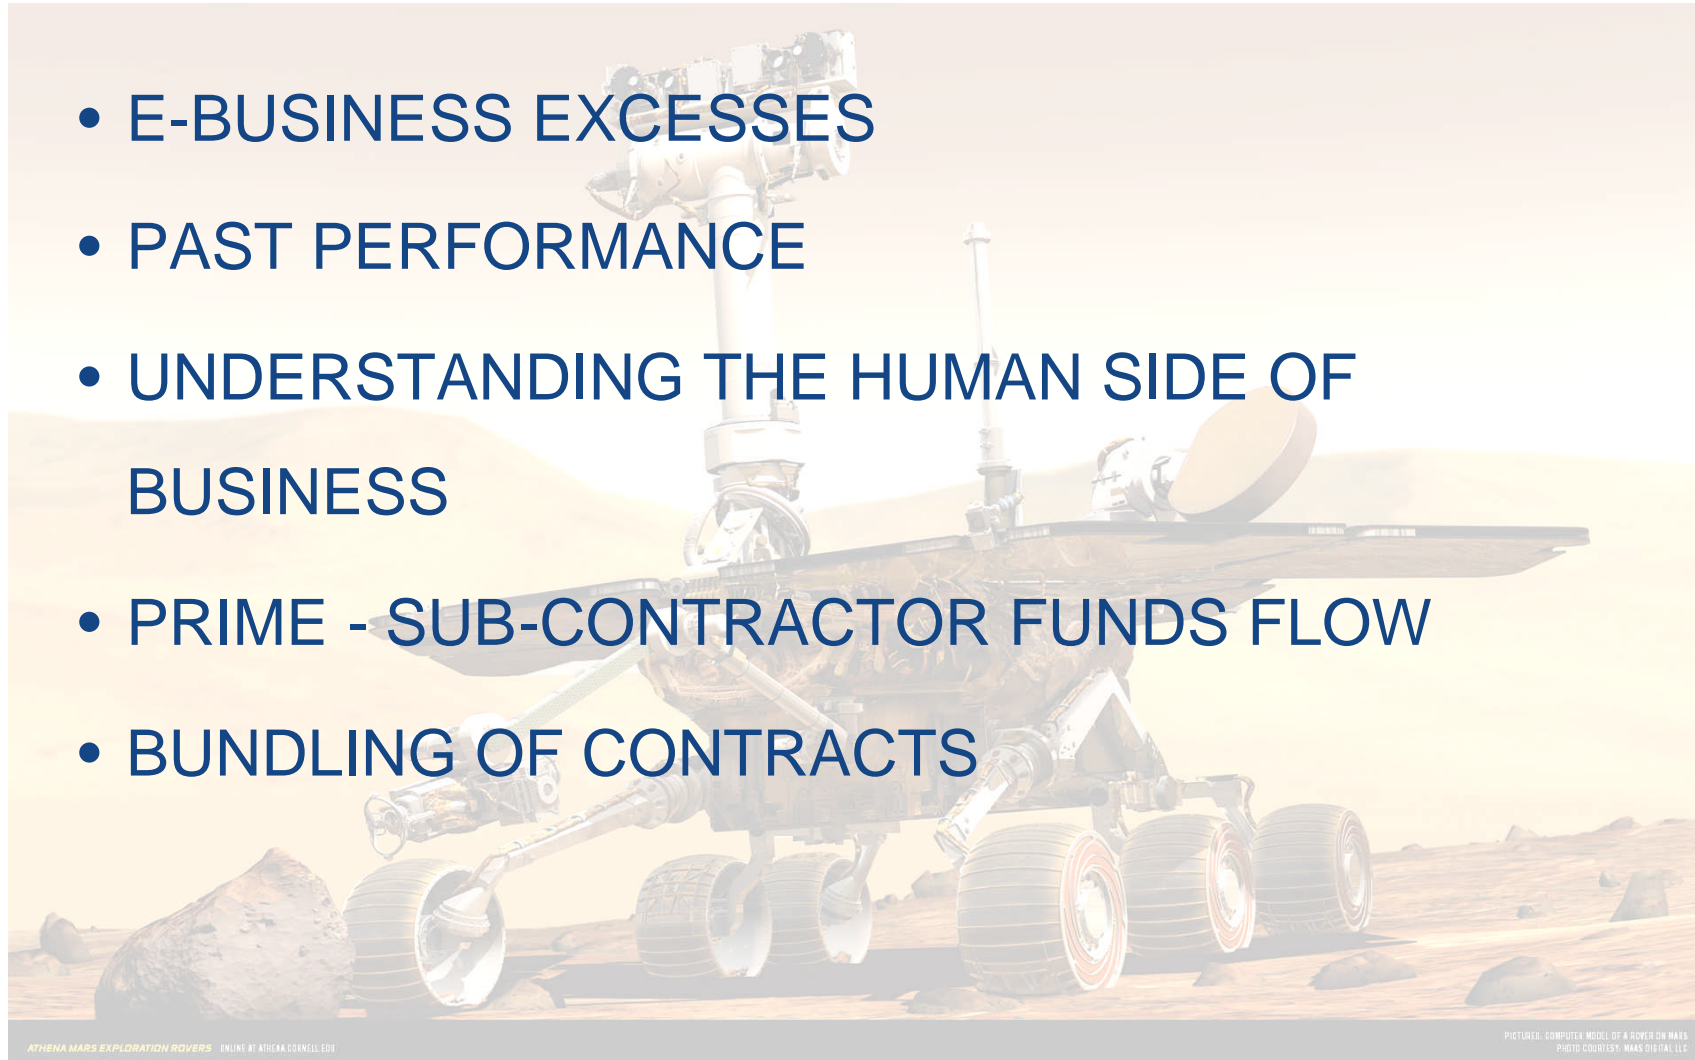 • E-BUSINESS EXCESSES
• PAST PERFORMANCE
• UNDERSTANDING THE HUMAN SIDE OF
BUSINESS
• PRIME - SUB-CONTRACTOR FUNDS FLOW
• BUNDLING OF CONTRACTS
ATHENA MARS EXPLORATION ROVERS ONLINE AT ATHENA.CORNELL.EDU
PICTURED: COMPUTER MODEL OF A ROVER ON MARS
PHOTO COURTESY: MAAS DIGITAL LLC